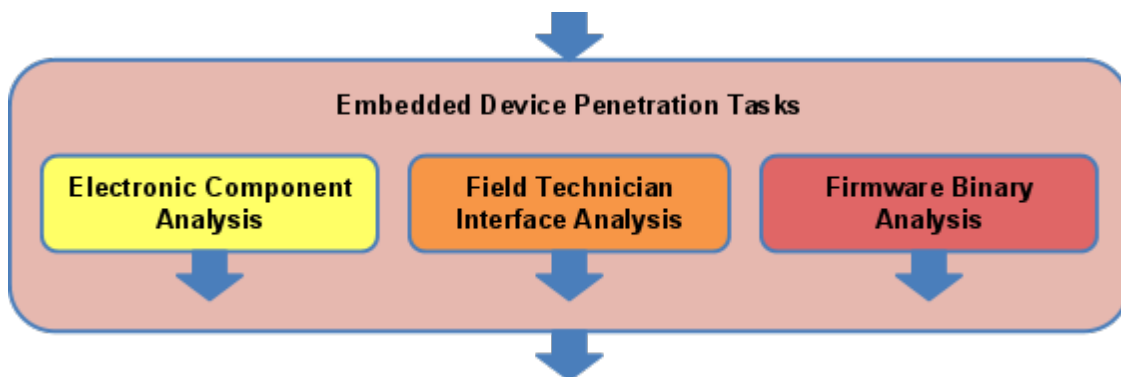 Embedded Device Penetration Tasks
Electronic Component
Analysis
Field Technician
Interface Analysis
Firmware Binary
Analysis